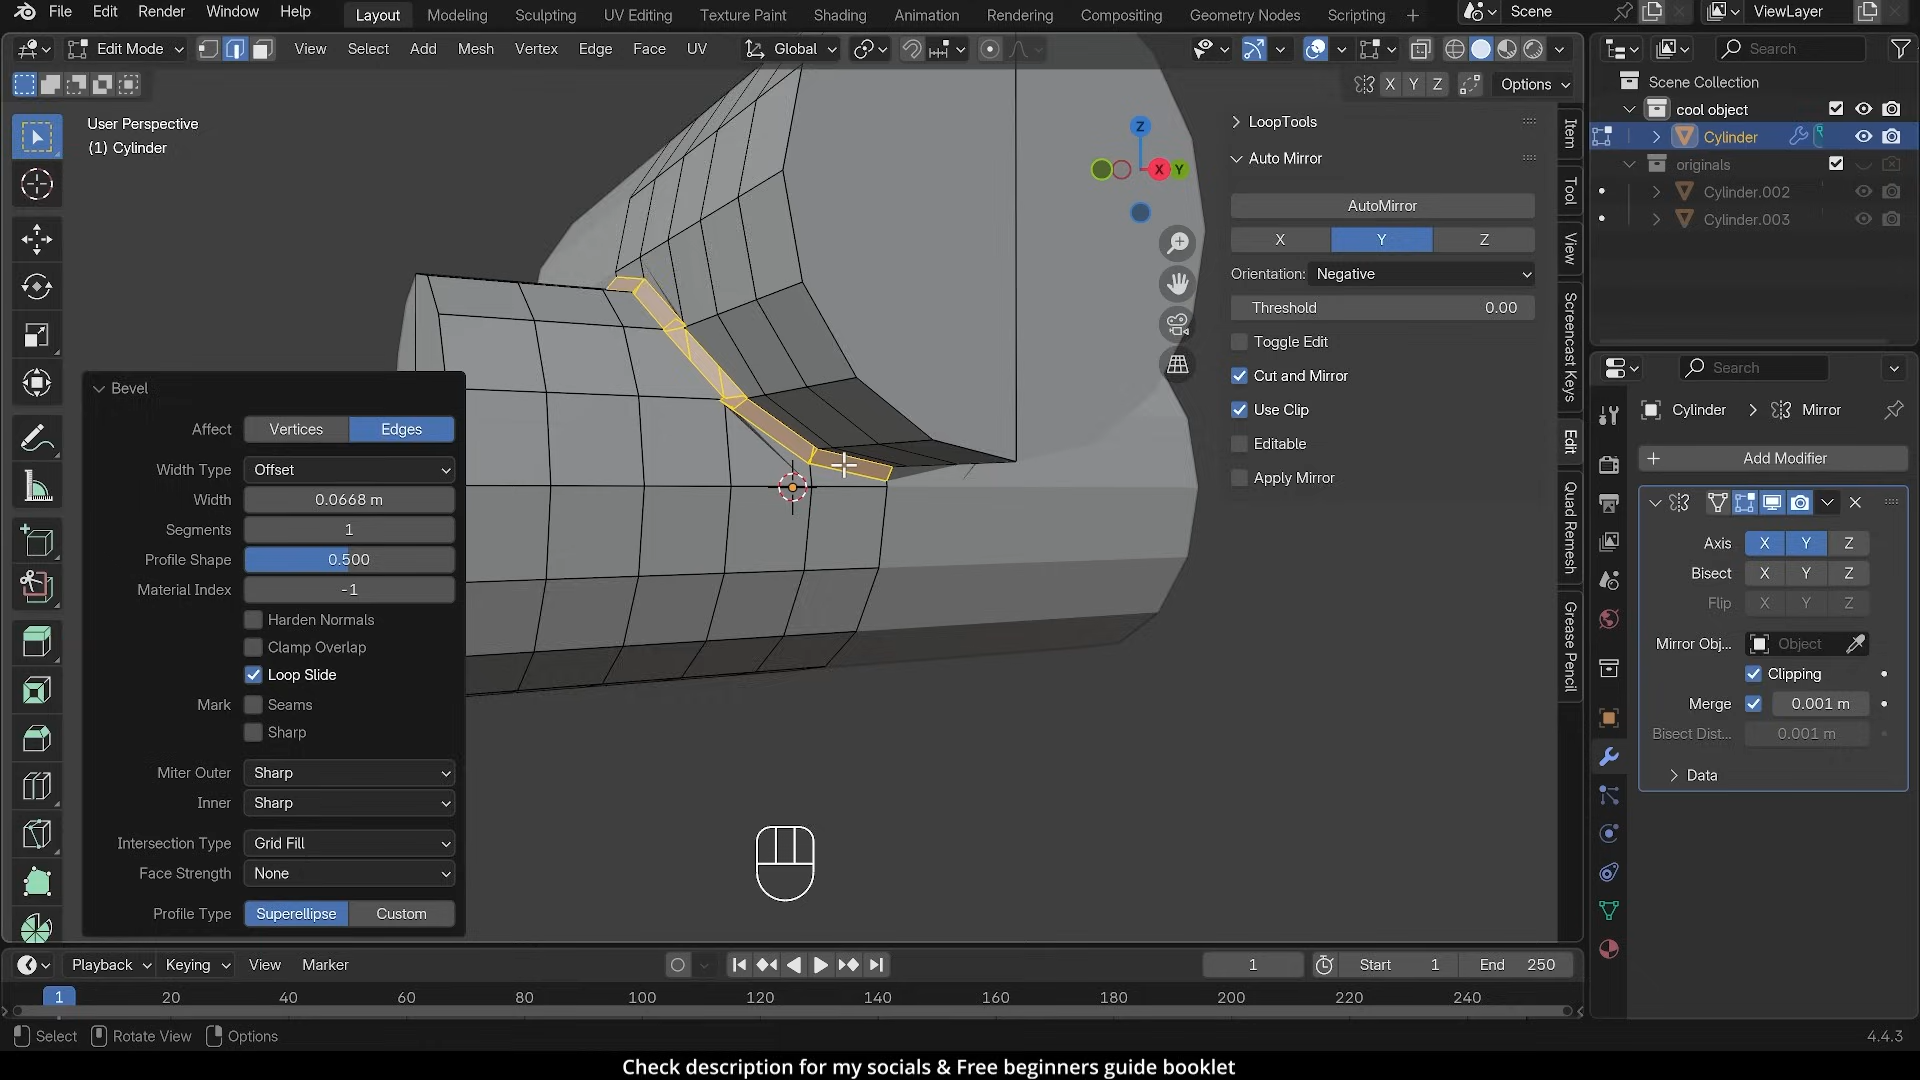 File Edit Render Window Help Layout Modeling Sculpting UV Editing Texture Paint Shading Animation Rendering Compositing Geometry Nodes Scripting + Scene ViewLayer
Edit Mode View Select Add Mesh Vertex Edge Face UV Global Search
X Y Z Options
User Perspective
(1) Cylinder
Z
X Y
LoopTools
Auto Mirror
AutoMirror
X Y Z
Orientation: Negative
Threshold 0.00
Toggle Edit
Cut and Mirror
Use Clip
Editable
Apply Mirror
Item
Tool
View
Screencast Keys
Edit
Quad Remesh
Grease Pencil
Scene Collection
cool object
Cylinder
originals
Cylinder.002
Cylinder.003
Search
Cylinder > Mirror
+ Add Modifier
Axis X Y Z
Bisect X Y Z
Flip X Y Z
Mirror Obj... Object
Clipping
Merge 0.001 m
Bisect Dist... 0.001 m
Data
Bevel
Affect Vertices Edges
Width Type Offset
Width 0.0668 m
Segments 1
Profile Shape 0.500
Material Index -1
Harden Normals
Clamp Overlap
Loop Slide
Mark Seams
Sharp
Miter Outer Sharp
Inner Sharp
Intersection Type Grid Fill
Face Strength None
Profile Type Superellipse Custom
Playback Keying View Marker 1 Start 1 End 250
1 20 40 60 80 100 120 140 160 180 200 220 240
Select Rotate View Options 4.4.3
Check description for my socials & Free beginners guide booklet